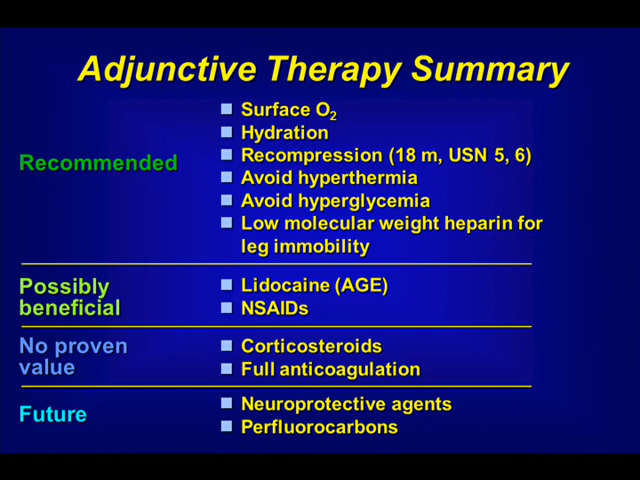 Adjunctive Therapy Summary
Recommended
Surface O₂
Hydration
Recompression (18 m, USN 5, 6)
Avoid hyperthermia
Avoid hyperglycemia
Low molecular weight heparin for
leg immobility
Possibly
beneficial
Lidocaine (AGE)
NSAIDs
No proven
value
Corticosteroids
Full anticoagulation
Future
Neuroprotective agents
Perfluorocarbons